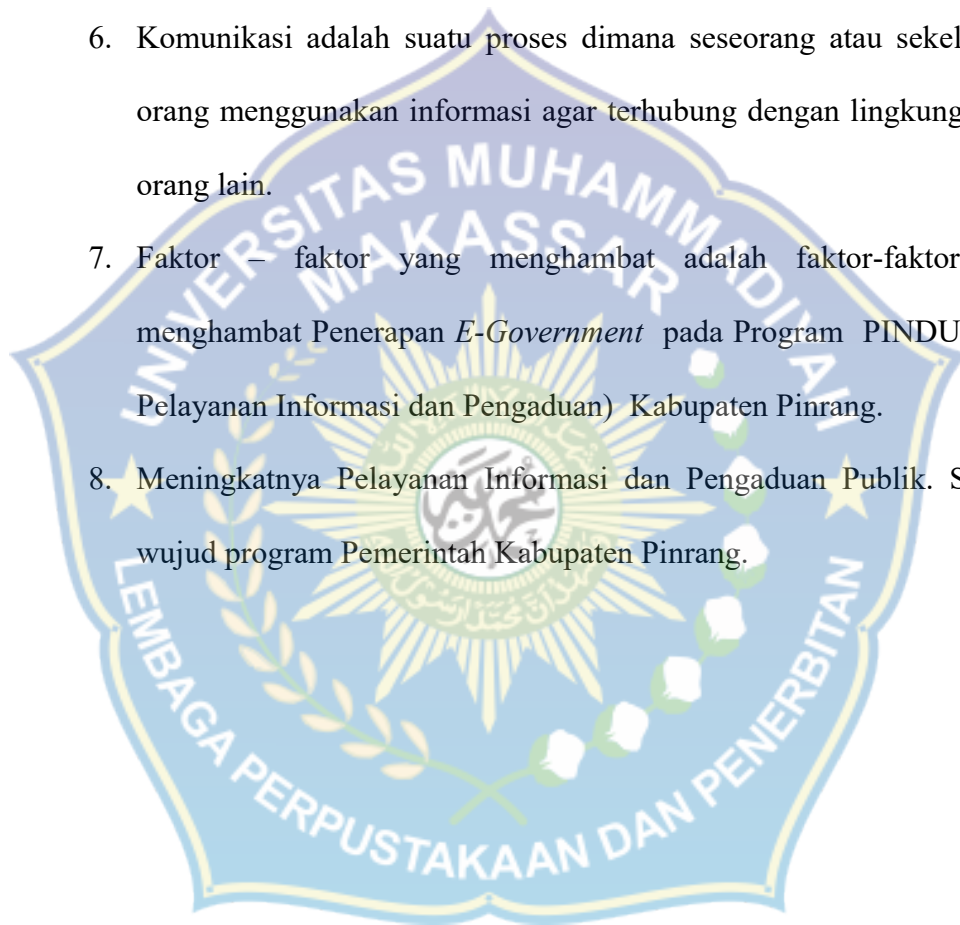 6. Komunikasi adalah suatu proses dimana seseorang atau sekel
orang menggunakan informasi agar terhubung dengan lingkung
orang lain.
7. Faktor – faktor yang menghambat adalah faktor-faktor
menghambat Penerapan E-Government pada Program PINDU
Pelayanan Informasi dan Pengaduan) Kabupaten Pinrang.
8. Meningkatnya Pelayanan Informasi dan Pengaduan Publik. S
wujud program Pemerintah Kabupaten Pinrang.
UNIVERSITAS MUHAMMADIYAH
MAKASSAR
LEMBAGA PERPUSTAKAAN DAN PENERBITAN